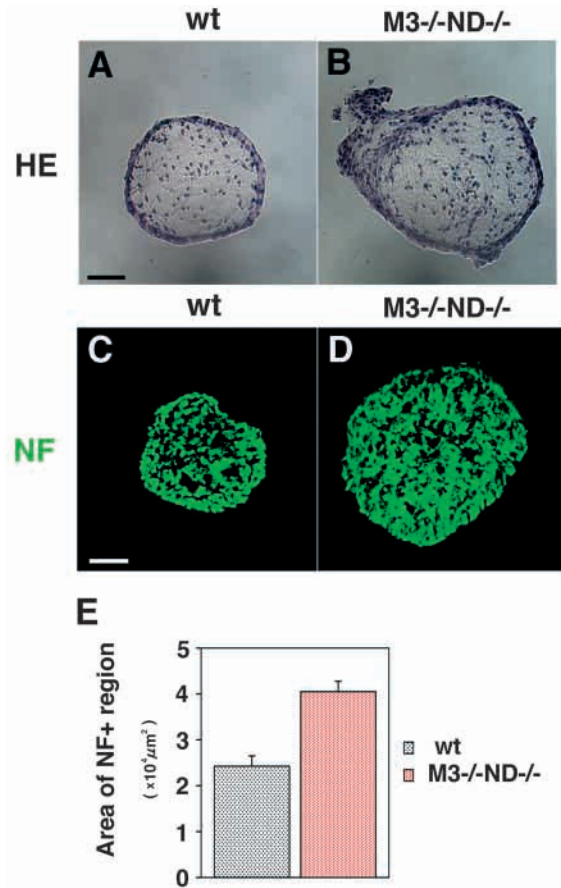 wt M3-/-ND-/-
A B
HE
wt M3-/-ND-/-
C D
NF
E
Area of NF+ region
( x10⁴μm²)
5
4
3
2
1
0
wt
M3-/-ND-/-